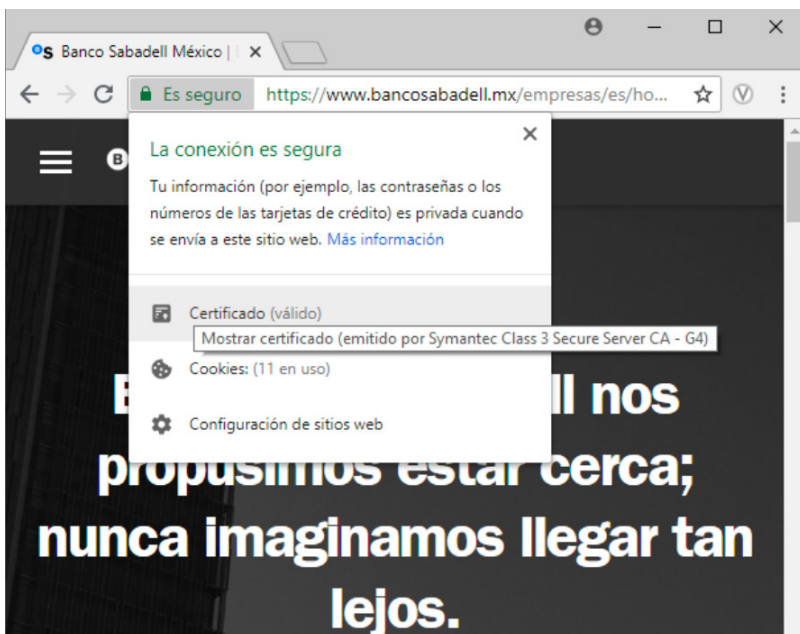 Banco Sabadell México |
Es seguro https://www.bancosabadell.mx/empresas/es/ho...
La conexión es segura
Tu información (por ejemplo, las contraseñas o los
números de las tarjetas de crédito) es privada cuando
se envía a este sitio web. Más información
Certificado (válido)
Mostrar certificado (emitido por Symantec Class 3 Secure Server CA - G4)
Cookies: (11 en uso)
Configuración de sitios web
ll nos
propusimos estar cerca;
nunca imaginamos llegar tan
lejos.